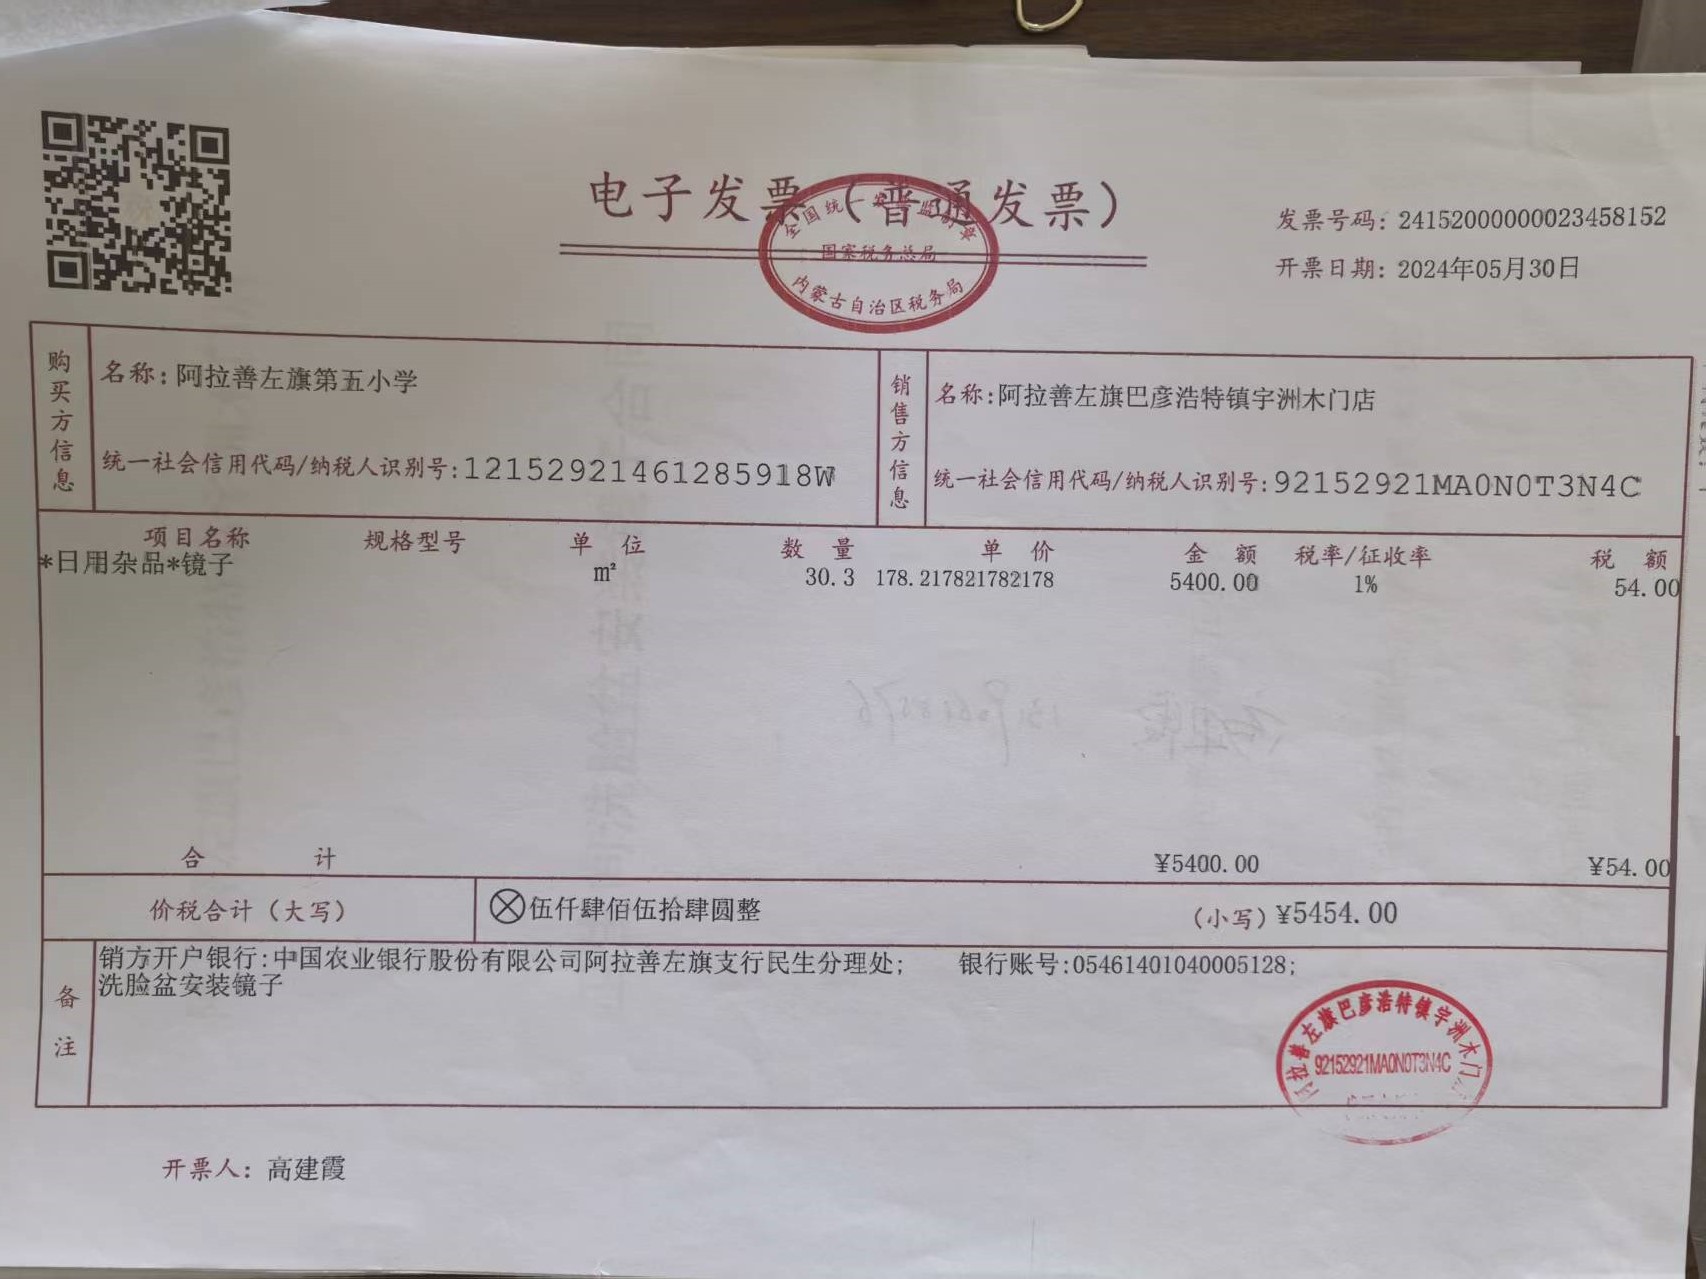 电子发票（普通发票）
全国统一发票监制章
国家税务总局
内蒙古自治区税务局
发票号码：24152000000023458152
开票日期：2024年05月30日
购买方信息
名称：阿拉善左旗第五小学
统一社会信用代码/纳税人识别号：12152921461285918W
销售方信息
名称：阿拉善左旗巴彦浩特镇宇洲木门店
统一社会信用代码/纳税人识别号：92152921MA0N0T3N4C
项目名称 规格型号 单位 数量 单价 金额 税率/征收率 税额
*日用杂品*镜子 m² 30.3 178.217821782178 5400.00 1% 54.00
合计 ¥5400.00 ¥54.00
价税合计（大写） ⊗伍仟肆佰伍拾肆圆整 （小写）¥5454.00
备注
销方开户银行：中国农业银行股份有限公司阿拉善左旗支行民生分理处； 银行账号：05461401040005128；
洗脸盆安装镜子
阿拉善左旗巴彦浩特镇宇洲木门
92152921MA0N0T3N4C
开票人：高建霞